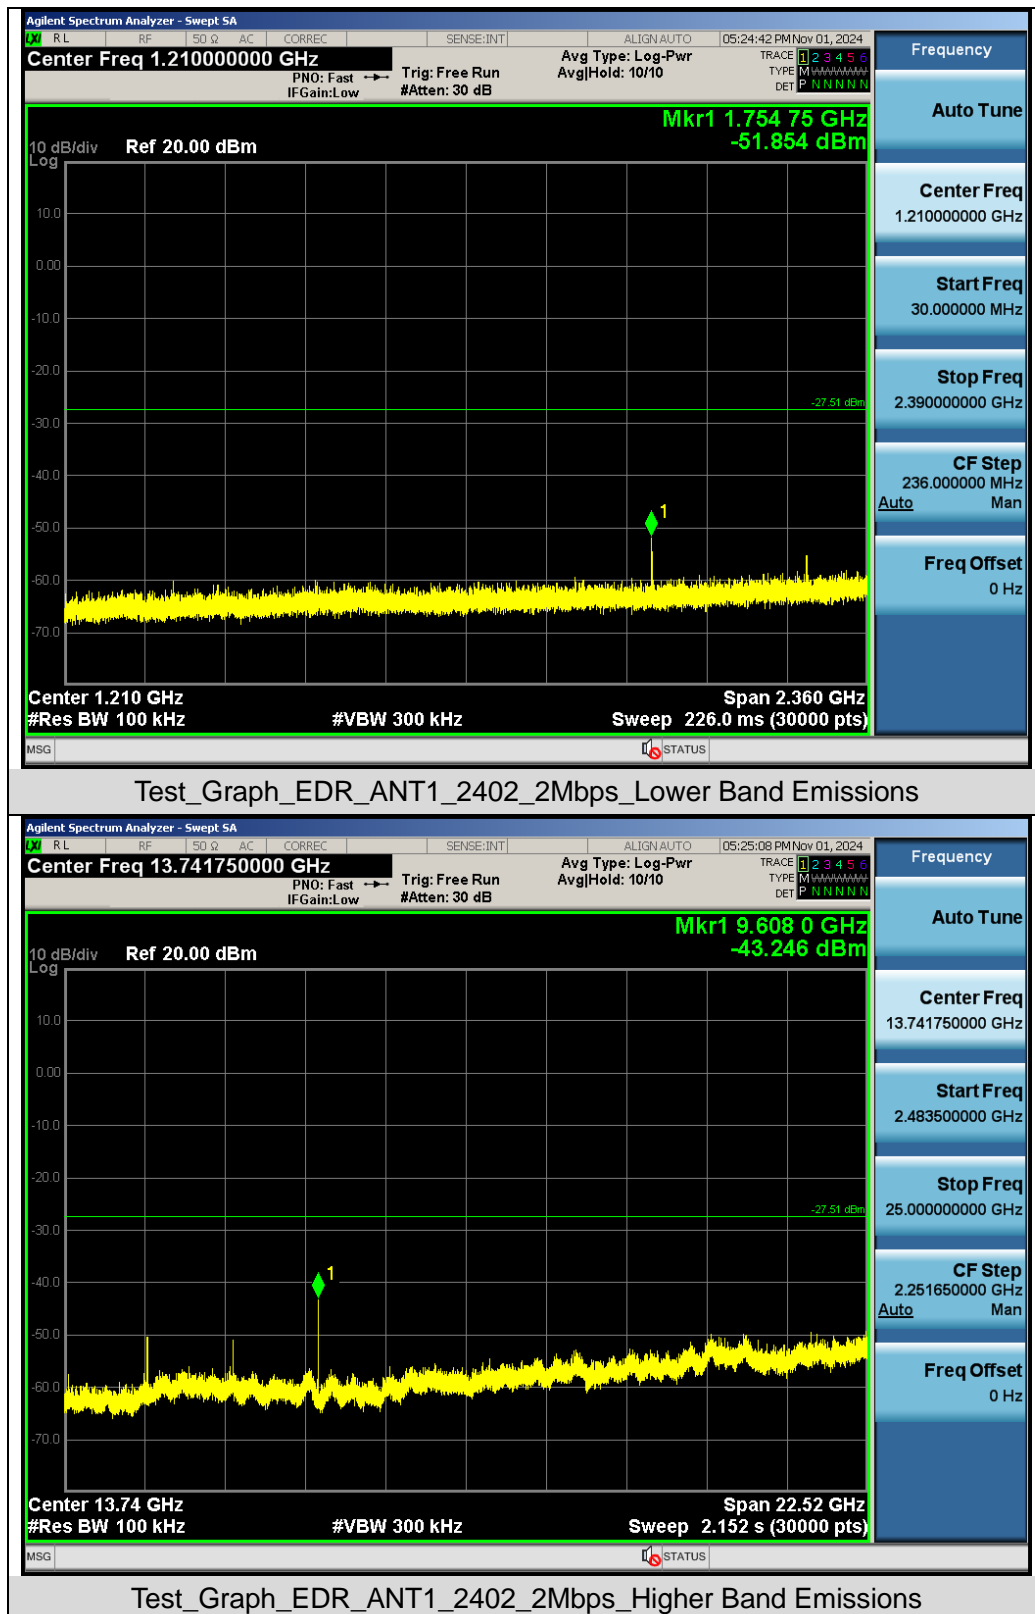 Agilent Spectrum Analyzer - Swept SA
LXI RL RF 50 Ω AC CORREC SENSE:INT ALIGN AUTO 05:24:42 PM Nov 01, 2024
Center Freq 1.210000000 GHz
PNO: Fast
IFGain:Low
Trig: Free Run
#Atten: 30 dB
Avg Type: Log-Pwr
Avg|Hold: 10/10
TRACE 1 2 3 4 5 6
TYPE M WWWWW
DET P N N N N N
Mkr1 1.754 75 GHz
-51.854 dBm
10 dB/div Ref 20.00 dBm
Log
10.0
0.00
-10.0
-20.0
-27.51 dBm
-30.0
-40.0
-50.0
1
-60.0
-70.0
Center 1.210 GHz Span 2.360 GHz
#Res BW 100 kHz #VBW 300 kHz Sweep 226.0 ms (30000 pts)
MSG STATUS
Frequency
Auto Tune
Center Freq
1.210000000 GHz
Start Freq
30.000000 MHz
Stop Freq
2.390000000 GHz
CF Step
236.000000 MHz
Auto Man
Freq Offset
0 Hz
Test_Graph_EDR_ANT1_2402_2Mbps_Lower Band Emissions
Agilent Spectrum Analyzer - Swept SA
LXI RL RF 50 Ω AC CORREC SENSE:INT ALIGN AUTO 05:25:08 PM Nov 01, 2024
Center Freq 13.741750000 GHz
PNO: Fast
IFGain:Low
Trig: Free Run
#Atten: 30 dB
Avg Type: Log-Pwr
Avg|Hold: 10/10
TRACE 1 2 3 4 5 6
TYPE M WWWWW
DET P N N N N N
Mkr1 9.608 0 GHz
-43.246 dBm
10 dB/div Ref 20.00 dBm
Log
10.0
0.00
-10.0
-20.0
-27.51 dBm
-30.0
-40.0
1
-50.0
-60.0
-70.0
Center 13.74 GHz Span 22.52 GHz
#Res BW 100 kHz #VBW 300 kHz Sweep 2.152 s (30000 pts)
MSG STATUS
Frequency
Auto Tune
Center Freq
13.741750000 GHz
Start Freq
2.483500000 GHz
Stop Freq
25.000000000 GHz
CF Step
2.251650000 GHz
Auto Man
Freq Offset
0 Hz
Test_Graph_EDR_ANT1_2402_2Mbps_Higher Band Emissions